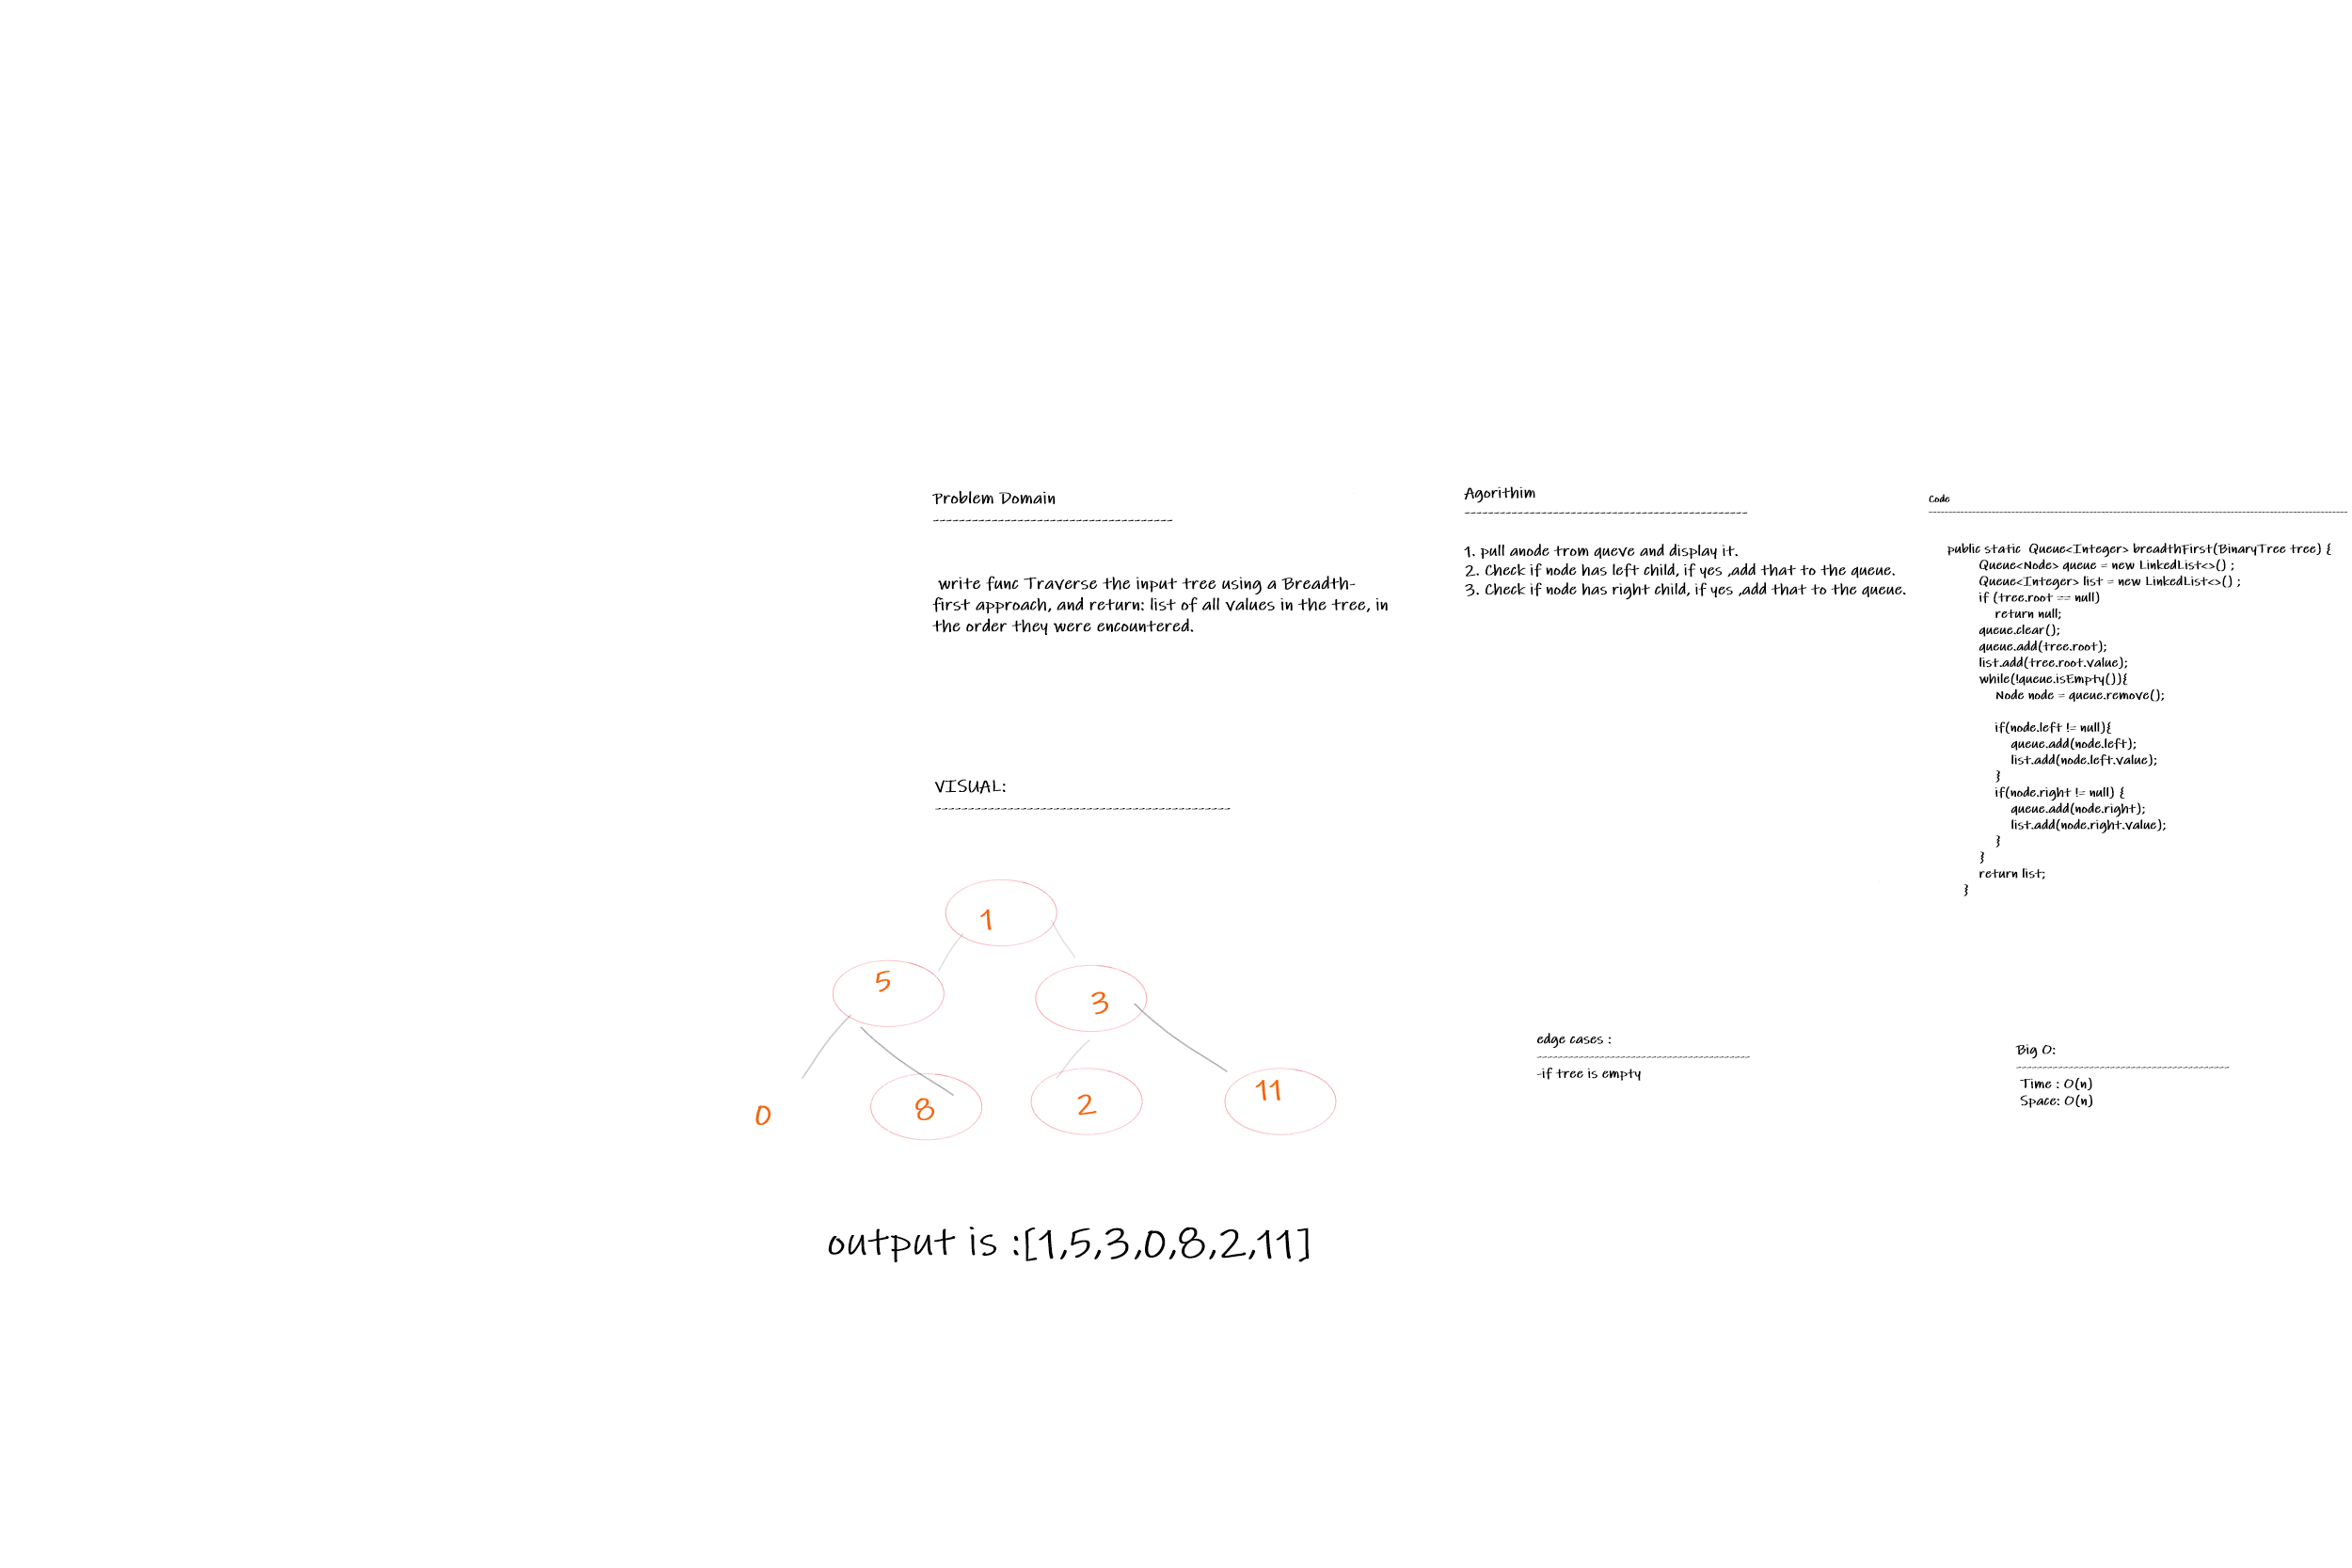 Problem Domain
-------------------------------------
write func Traverse the input tree using a Breadth-
first approach, and return: list of all values in the tree, in
the order they were encountered.
VISUAL:
---------------------------------------------
1
5
3
0
8
2
11
output is :[1,5,3,0,8,2,11]
Agorithim
------------------------------------------------
1. pull anode trom queve and display it.
2. Check if node has left child, if yes ,add that to the queue.
3. Check if node has right child, if yes ,add that to the queue.
edge cases :
------------------------------------------
-if tree is empty
Code
--------------------------------------------------------------------------------------------------------
public static  Queue<Integer> breadthFirst(BinaryTree tree) {
Queue<Node> queue = new LinkedList<>() ;
Queue<Integer> list = new LinkedList<>() ;
if (tree.root == null)
return null;
queue.clear();
queue.add(tree.root);
list.add(tree.root.value);
while(!queue.isEmpty()){
Node node = queue.remove();
if(node.left != null){
queue.add(node.left);
list.add(node.left.value);
}
if(node.right != null) {
queue.add(node.right);
list.add(node.right.value);
}
}
return list;
}
Big O:
------------------------------------------
Time : O(n)
Space: O(n)